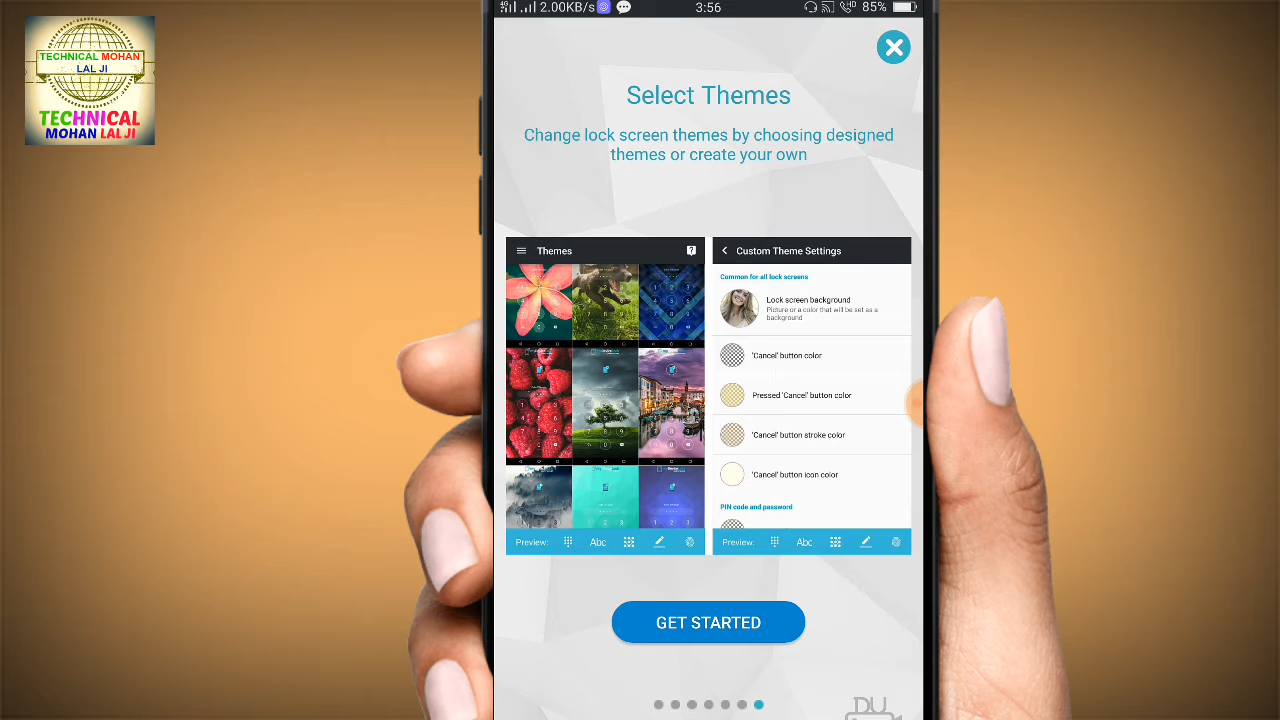 TECHNICAL MOHAN
LAL JI
TECHNICAL
MOHAN LAL JI
2.00KB/s
3:56
HD
85%
Select Themes
Change lock screen themes by choosing designed
themes or create your own
Themes
Preview:
Abc
Custom Theme Settings
Common for all lock screens
Lock screen background
Picture or a color that will be set as a
background
'Cancel' button color
Pressed 'Cancel' button color
'Cancel' button stroke color
'Cancel' button icon color
PIN code and password
Preview:
Abc
GET STARTED
DU